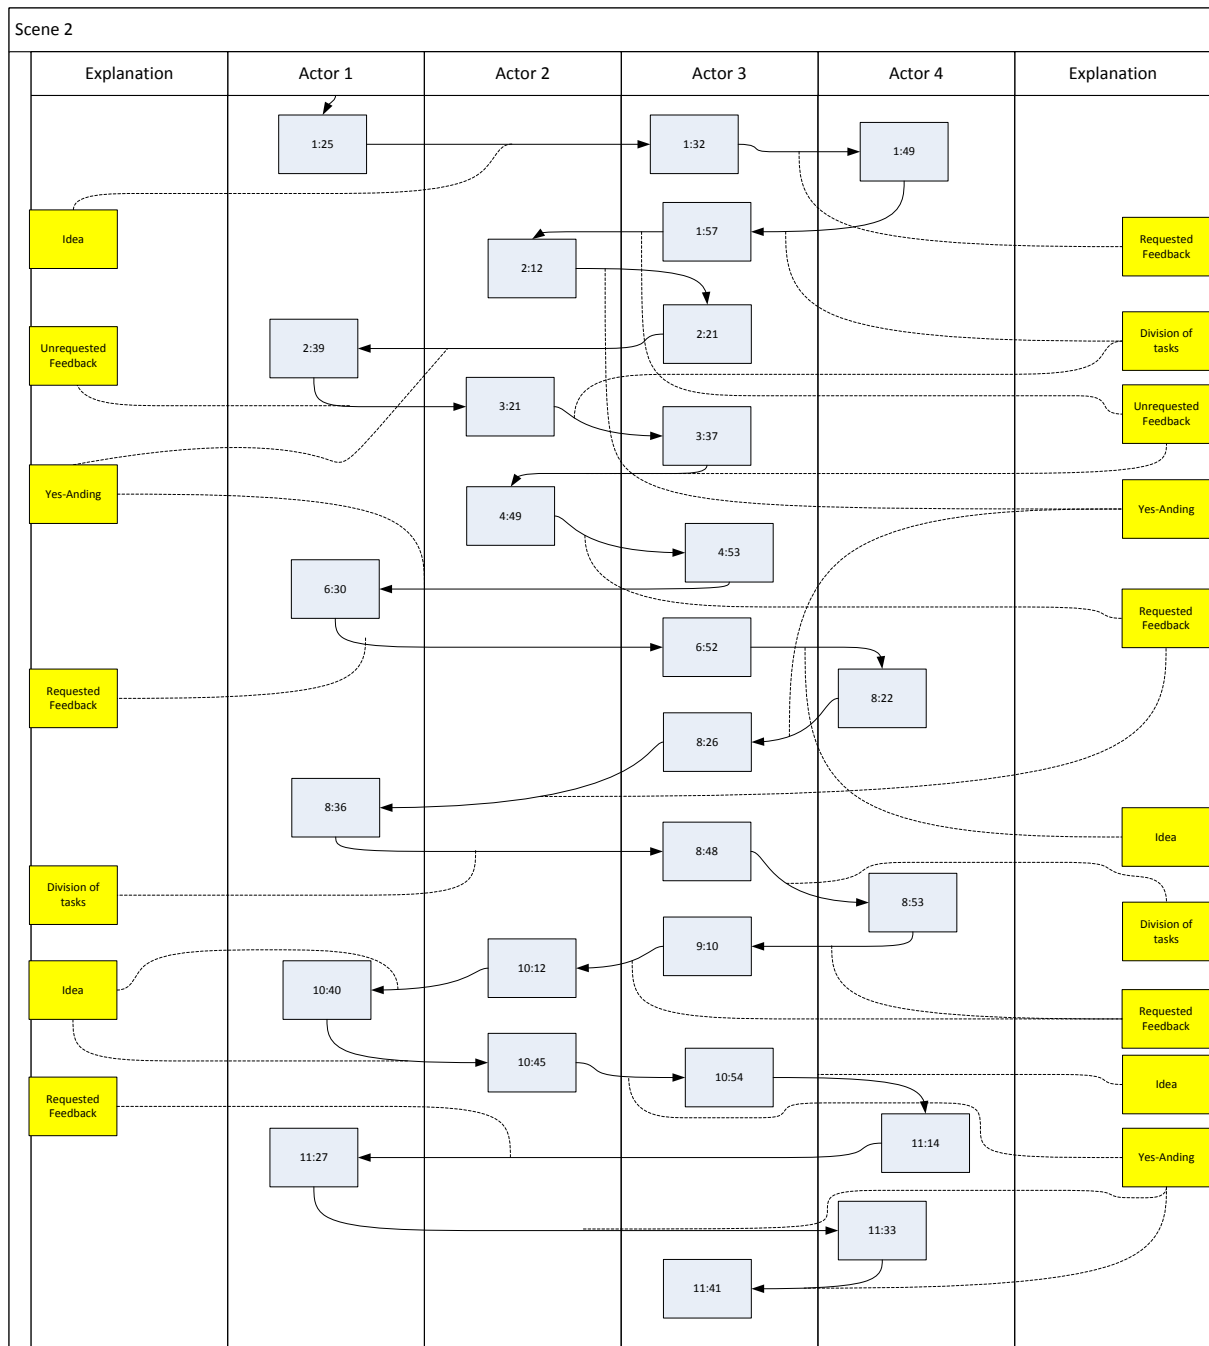 Scene 2
Explanation
Actor 1
Actor 2
Actor 3
Actor 4
Explanation
1:25
1:32
1:49
1:57
Idea
Requested
Feedback
2:12
2:21
Division of
tasks
2:39
Unrequested
Feedback
3:21
Unrequested
Feedback
3:37
Yes-Anding
Yes-Anding
4:49
4:53
6:30
Requested
Feedback
6:52
Requested
Feedback
8:22
8:26
8:36
Idea
8:48
Division of
tasks
8:53
Division of
tasks
9:10
10:12
Idea
10:40
Requested
Feedback
10:45
10:54
Idea
Requested
Feedback
11:14
11:27
Yes-Anding
11:33
11:41